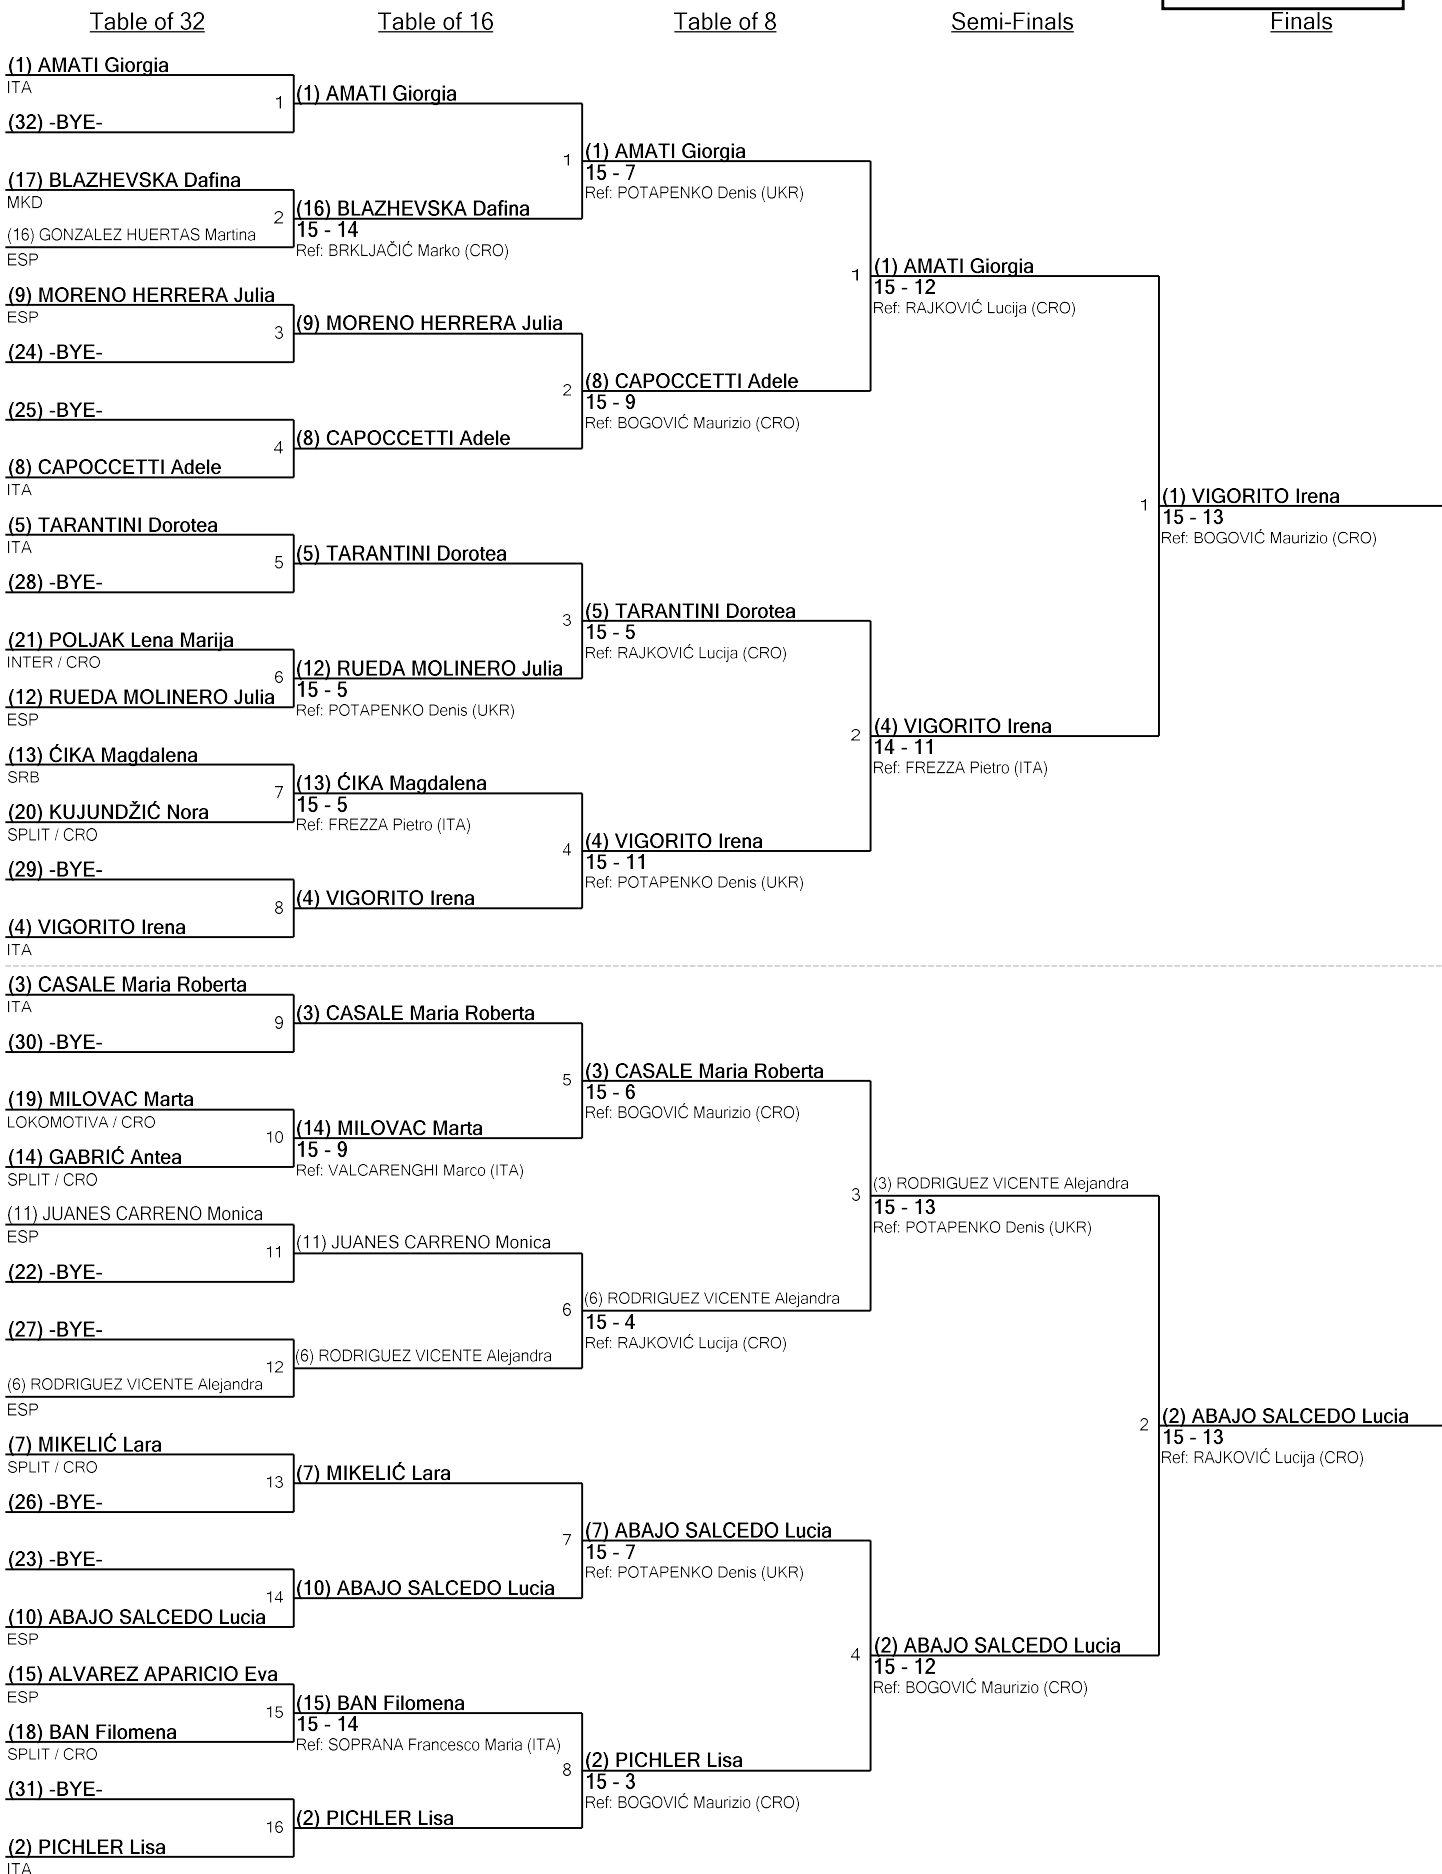 Table of 32
Table of 16
Table of 8
Semi-Finals
Finals
(1) AMATI Giorgia
ITA
1
(32) -BYE-
(17) BLAZHEVSKA Dafina
MKD
2
(16) GONZALEZ HUERTAS Martina
ESP
(9) MORENO HERRERA Julia
ESP
3
(24) -BYE-
(25) -BYE-
4
(8) CAPOCCETTI Adele
ITA
(5) TARANTINI Dorotea
ITA
5
(28) -BYE-
(21) POLJAK Lena Marija
INTER / CRO
6
(12) RUEDA MOLINERO Julia
ESP
(13) ĆIKA Magdalena
SRB
7
(20) KUJUNDŽIĆ Nora
SPLIT / CRO
(29) -BYE-
8
(4) VIGORITO Irena
ITA
(3) CASALE Maria Roberta
ITA
9
(30) -BYE-
(19) MILOVAC Marta
LOKOMOTIVA / CRO
10
(14) GABRIĆ Antea
SPLIT / CRO
(11) JUANES CARRENO Monica
ESP
11
(22) -BYE-
(27) -BYE-
12
(6) RODRIGUEZ VICENTE Alejandra
ESP
(7) MIKELIĆ Lara
SPLIT / CRO
13
(26) -BYE-
(23) -BYE-
14
(10) ABAJO SALCEDO Lucia
ESP
(15) ALVAREZ APARICIO Eva
ESP
15
(18) BAN Filomena
SPLIT / CRO
(31) -BYE-
16
(2) PICHLER Lisa
ITA
(1) AMATI Giorgia
1
(16) BLAZHEVSKA Dafina
15 - 14
Ref: BRKLJAČIĆ Marko (CRO)
(9) MORENO HERRERA Julia
2
(8) CAPOCCETTI Adele
(5) TARANTINI Dorotea
3
(12) RUEDA MOLINERO Julia
15 - 5
Ref: POTAPENKO Denis (UKR)
(13) ĆIKA Magdalena
15 - 5
Ref: FREZZA Pietro (ITA)
4
(4) VIGORITO Irena
(3) CASALE Maria Roberta
5
(14) MILOVAC Marta
15 - 9
Ref: VALCARENGHI Marco (ITA)
(11) JUANES CARRENO Monica
6
(6) RODRIGUEZ VICENTE Alejandra
(7) MIKELIĆ Lara
7
(10) ABAJO SALCEDO Lucia
(15) BAN Filomena
15 - 14
Ref: SOPRANA Francesco Maria (ITA)
8
(2) PICHLER Lisa
(1) AMATI Giorgia
15 - 7
Ref: POTAPENKO Denis (UKR)
1
(8) CAPOCCETTI Adele
15 - 9
Ref: BOGOVIĆ Maurizio (CRO)
(5) TARANTINI Dorotea
15 - 5
Ref: RAJKOVIĆ Lucija (CRO)
2
(4) VIGORITO Irena
15 - 11
Ref: POTAPENKO Denis (UKR)
(3) CASALE Maria Roberta
15 - 6
Ref: BOGOVIĆ Maurizio (CRO)
3
(6) RODRIGUEZ VICENTE Alejandra
15 - 4
Ref: RAJKOVIĆ Lucija (CRO)
(7) ABAJO SALCEDO Lucia
15 - 7
Ref: POTAPENKO Denis (UKR)
4
(2) PICHLER Lisa
15 - 3
Ref: BOGOVIĆ Maurizio (CRO)
(1) AMATI Giorgia
15 - 12
Ref: RAJKOVIĆ Lucija (CRO)
1
(4) VIGORITO Irena
14 - 11
Ref: FREZZA Pietro (ITA)
(3) RODRIGUEZ VICENTE Alejandra
15 - 13
Ref: POTAPENKO Denis (UKR)
2
(2) ABAJO SALCEDO Lucia
15 - 12
Ref: BOGOVIĆ Maurizio (CRO)
(1) VIGORITO Irena
15 - 13
Ref: BOGOVIĆ Maurizio (CRO)
(2) ABAJO SALCEDO Lucia
15 - 13
Ref: RAJKOVIĆ Lucija (CRO)